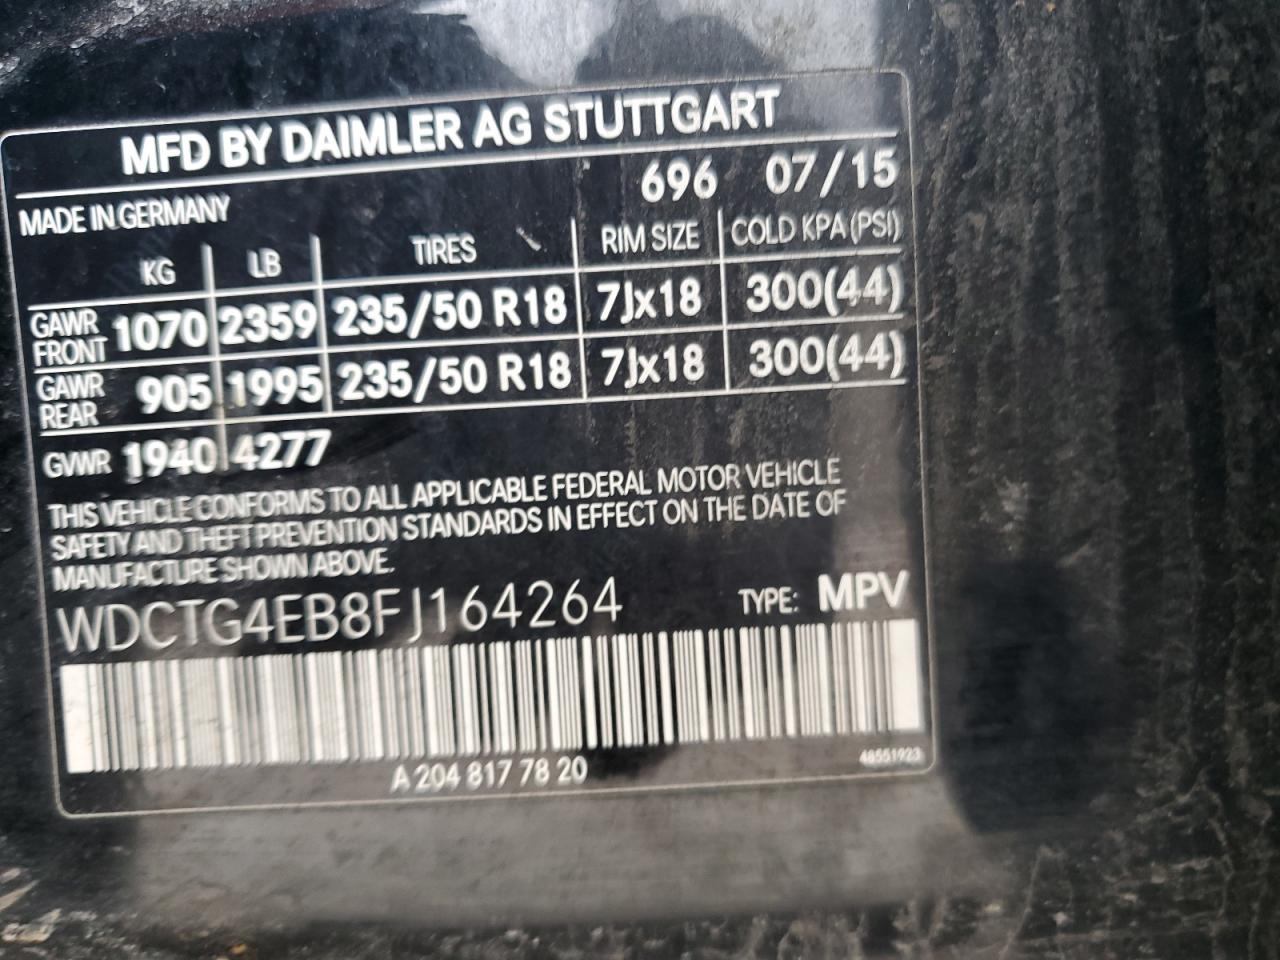 MFD BY DAIMLER AG STUTTGART
696 07/15
MADE IN GERMANY
KG LB TIRES RIM SIZE COLD KPA (PSI)
GAWR FRONT 1070 2359 235/50 R18 7Jx18 300(44)
GAWR REAR 905 1995 235/50 R18 7Jx18 300(44)
GVWR 1940 4277
THIS VEHICLE CONFORMS TO ALL APPLICABLE FEDERAL MOTOR VEHICLE
SAFETY AND THEFT PREVENTION STANDARDS IN EFFECT ON THE DATE OF
MANUFACTURE SHOWN ABOVE.
WDCTG4EB8FJ164264 TYPE: MPV
A 204 817 78 20
48551923